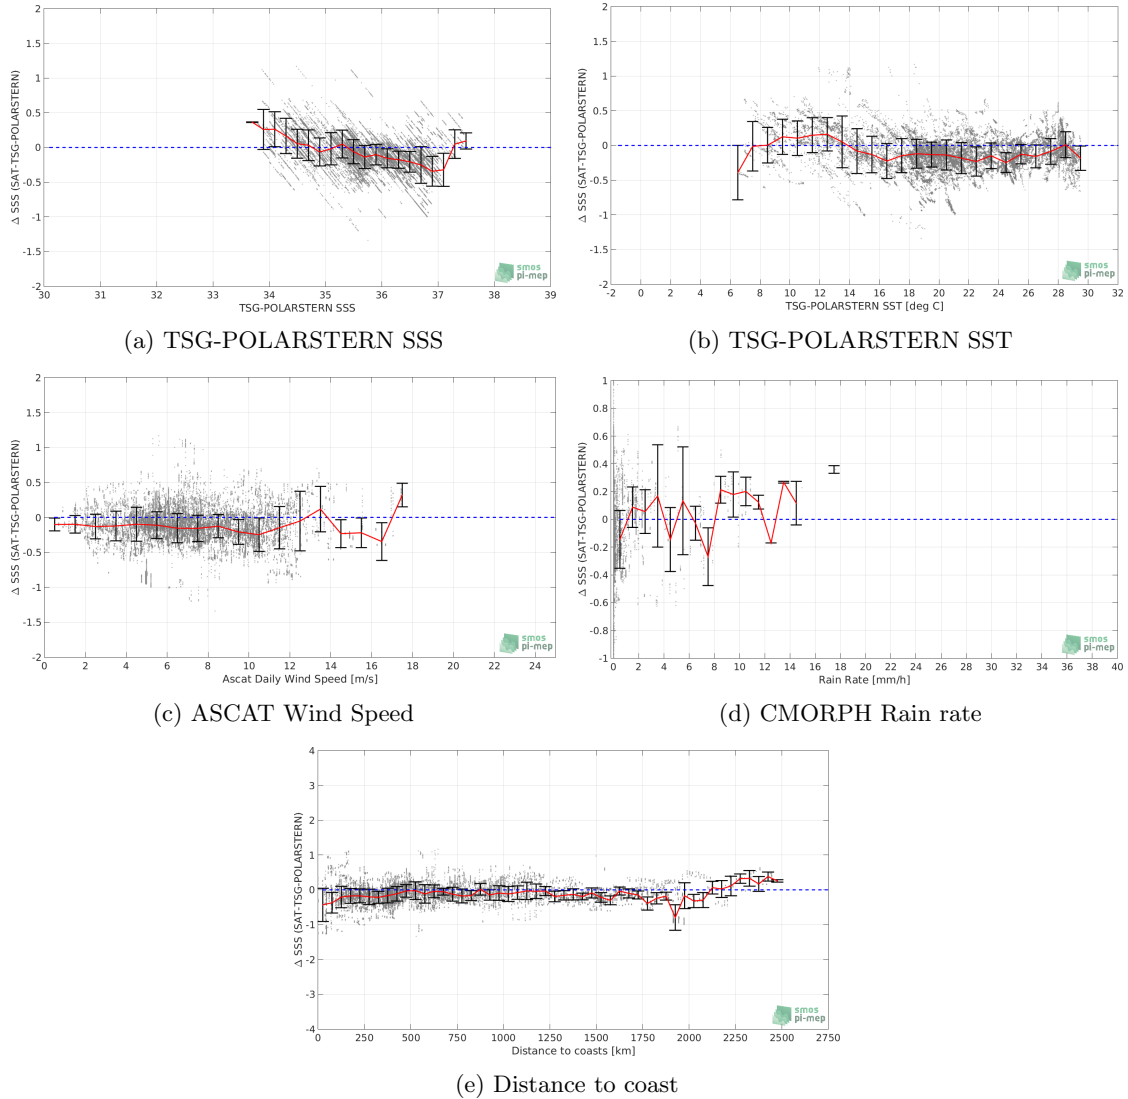 2
1.5
1
0.5
0
-0.5
-1
-1.5
-2
Δ SSS (SAT-TSG-POLARSTERN)
30 31 32 33 34 35 36 37 38 39
TSG-POLARSTERN SSS
smos
pi-mep
(a) TSG-POLARSTERN SSS
2
1.5
1
0.5
0
-0.5
-1
-1.5
-2
Δ SSS (SAT-TSG-POLARSTERN)
-2 0 2 4 6 8 10 12 14 16 18 20 22 24 26 28 30 32
TSG-POLARSTERN SST [deg C]
smos
pi-mep
(b) TSG-POLARSTERN SST
2
1.5
1
0.5
0
-0.5
-1
-1.5
-2
Δ SSS (SAT-TSG-POLARSTERN)
0 2 4 6 8 10 12 14 16 18 20 22 24
Ascat Daily Wind Speed [m/s]
smos
pi-mep
(c) ASCAT Wind Speed
1
0.8
0.6
0.4
0.2
0
-0.2
-0.4
-0.6
-0.8
-1
Δ SSS (SAT-TSG-POLARSTERN)
0 2 4 6 8 10 12 14 16 18 20 22 24 26 28 30 32 34 36 38 40
Rain Rate [mm/h]
smos
pi-mep
(d) CMORPH Rain rate
4
3
2
1
0
-1
-2
-3
-4
Δ SSS (SAT-TSG-POLARSTERN)
0 250 500 750 1000 1250 1500 1750 2000 2250 2500 2750
Distance to coasts [km]
smos
pi-mep
(e) Distance to coast